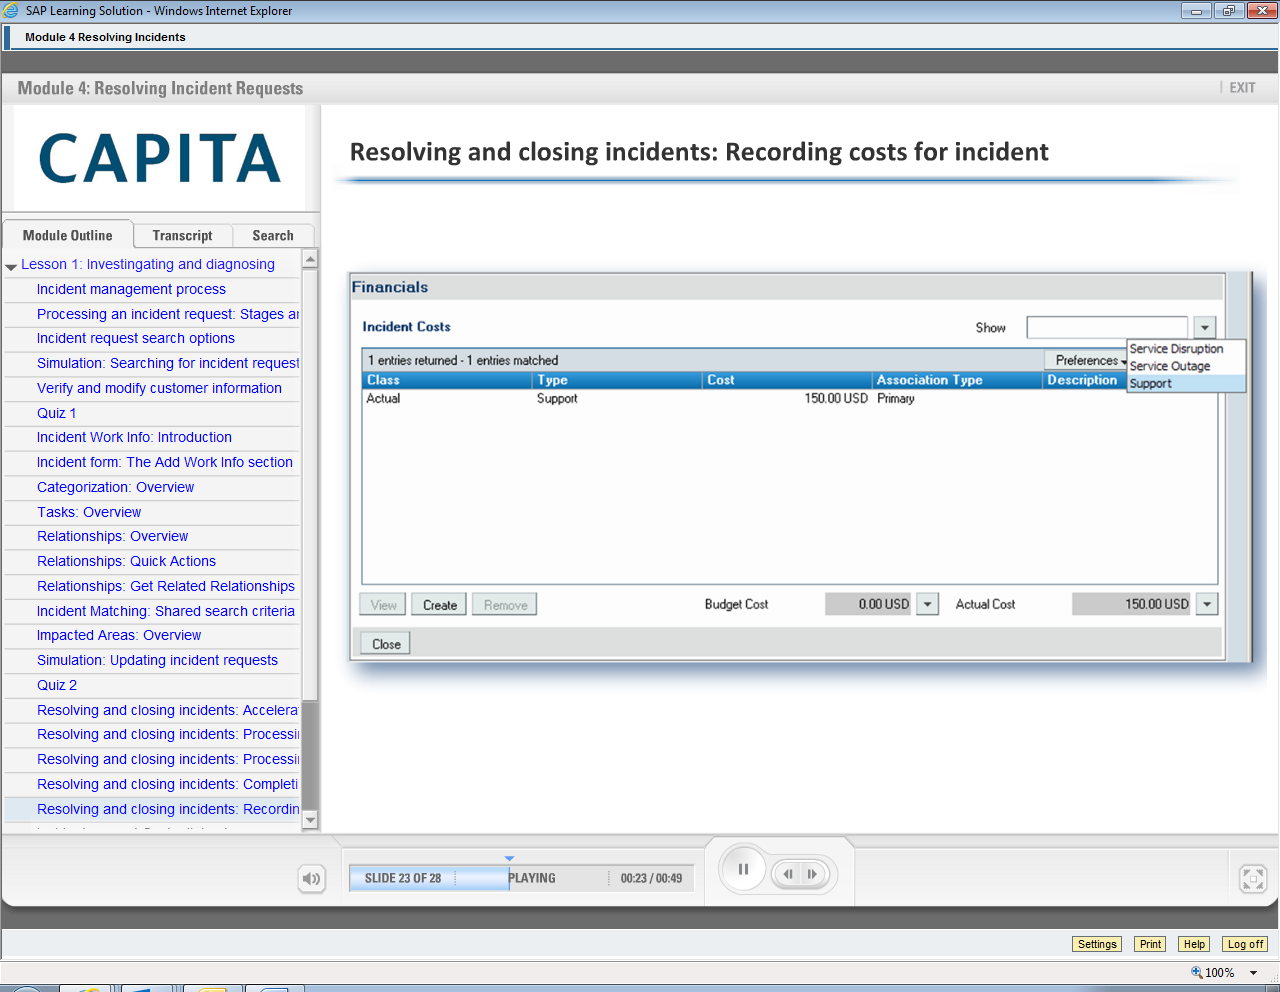 SAP Learning Solution - Windows Internet Explorer
Module 4 Resolving Incidents
Module 4: Resolving Incident Requests
EXIT
CAPITA
Resolving and closing incidents: Recording costs for incident
Module Outline
Transcript
Search
Lesson 1: Investingating and diagnosing
Incident management process
Processing an incident request: Stages
Incident request search options
Simulation: Searching for incident request
Verify and modify customer information
Quiz 1
Incident Work Info: Introduction
Incident form: The Add Work Info section
Categorization: Overview
Tasks: Overview
Relationships: Overview
Relationships: Quick Actions
Relationships: Get Related Relationships
Incident Matching: Shared search criteria
Impacted Areas: Overview
Simulation: Updating incident requests
Quiz 2
Resolving and closing incidents: Accelera
Resolving and closing incidents: Processi
Resolving and closing incidents: Processi
Resolving and closing incidents: Completi
Resolving and closing incidents: Recordin
Financials
Incident Costs
Show
1 entries returned - 1 entries matched
Preferences
Service Disruption
Service Outage
Support
Class Type Cost Association Type Description
Actual Support 150.00 USD Primary
View Create Remove
Budget Cost 0.00 USD Actual Cost 150.00 USD
Close
SLIDE 23 OF 28 PLAYING 00:23 / 00:49
Settings Print Help Log off
100%